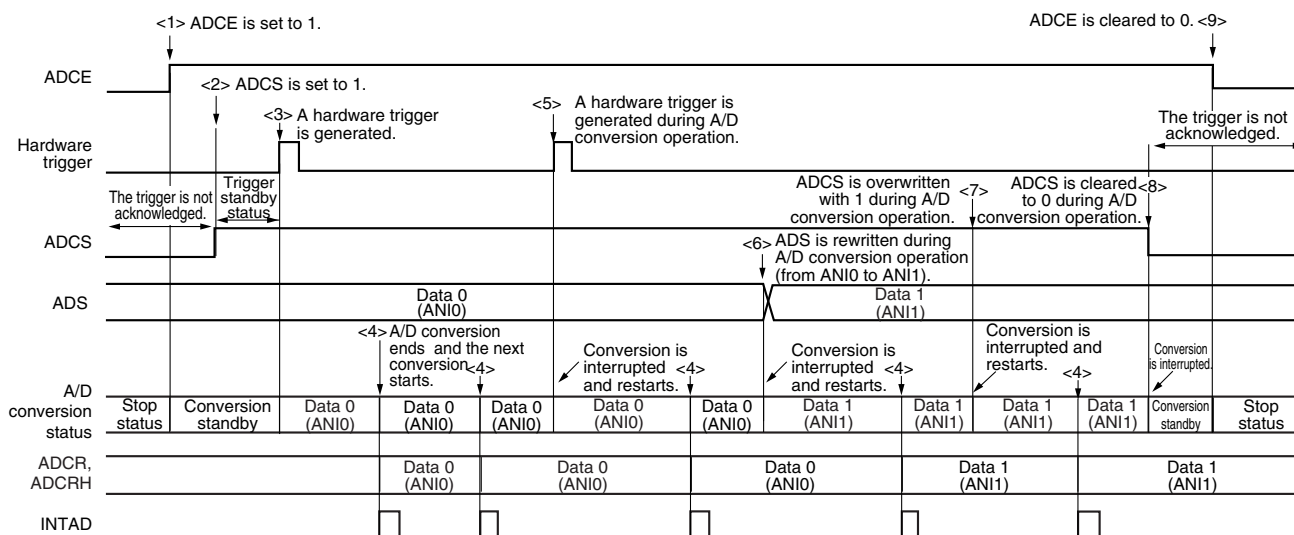 <1> ADCE is set to 1.
ADCE is cleared to 0. <9>
ADCE
<2> ADCS is set to 1.
<3> A hardware trigger
is generated.
<5> A hardware trigger is
generated during A/D
conversion operation.
The trigger is not
acknowledged.
Hardware
trigger
The trigger is not
acknowledged.
Trigger
standby
status
ADCS is overwritten
with 1 during A/D
conversion operation.
<7>
ADCS is cleared
to 0 during A/D
conversion operation.
<8>
ADCS
<6> ADS is rewritten during
A/D conversion operation
(from ANI0 to ANI1).
ADS
Data 0
(ANI0)
Data 1
(ANI1)
<4> A/D conversion
ends and the next
conversion
starts.
<4>
Conversion is
interrupted
and restarts.
<4>
Conversion is
interrupted
and restarts.
<4>
Conversion is
interrupted and
restarts.
<4>
Conversion
is interrupted.
A/D
conversion
status
Stop
status
Conversion
standby
Data 0
(ANI0)
Data 0
(ANI0)
Data 0
(ANI0)
Data 0
(ANI0)
Data 0
(ANI0)
Data 1
(ANI1)
Data 1
(ANI1)
Data 1
(ANI1)
Data 1
(ANI1)
Conversion
standby
Stop
status
ADCR,
ADCRH
Data 0
(ANI0)
Data 0
(ANI0)
Data 0
(ANI0)
Data 1
(ANI1)
Data 1
(ANI1)
INTAD